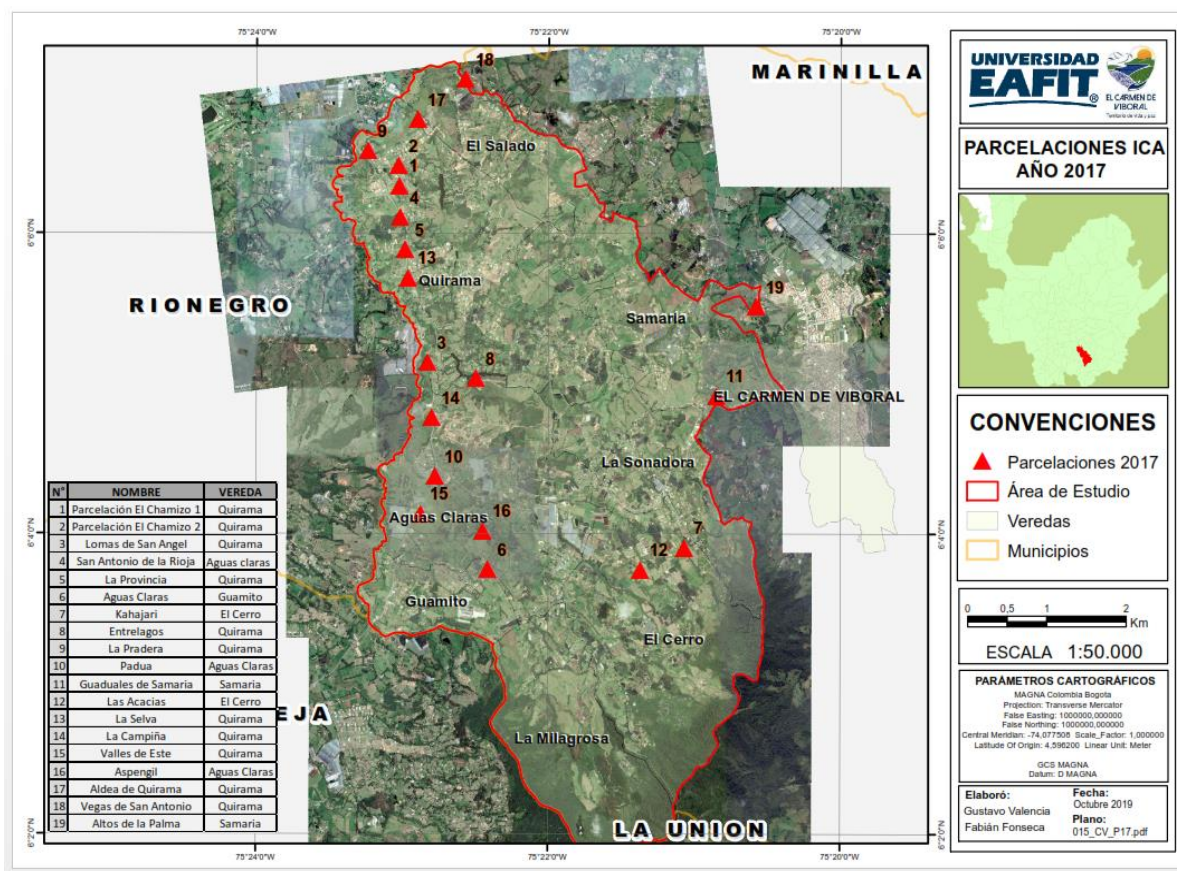 75°24'0"W 75°22'0"W 75°20'0"W
MARINILLA
18
17
El Salado
9
2
1
4
6°6'0"N 6°6'0"N
5
13
Quirama
RIONEGRO
19
Samaria
3
8
11
EL CARMEN DE VIBORAL
14
La Sonadora
10
15
Aguas Claras
16
6°4'0"N 6°4'0"N
7
12
6
Guamito
El Cerro
EJA
La Milagrosa
LA UNION
6°2'0"N 6°2'0"N
75°24'0"W 75°22'0"W 75°20'0"W
N° NOMBRE VEREDA
1 Parcelación El Chamizo 1 Quirama
2 Parcelación El Chamizo 2 Quirama
3 Lomas de San Angel Quirama
4 San Antonio de la Rioja Aguas claras
5 La Provincia Quirama
6 Aguas Claras Guamito
7 Kahajari El Cerro
8 Entrelagos Quirama
9 La Pradera Quirama
10 Padua Aguas Claras
11 Guaduales de Samaria Samaria
12 Las Acacias El Cerro
13 La Selva Quirama
14 La Campiña Quirama
15 Valles de Este Quirama
16 Aspengil Aguas Claras
17 Aldea de Quirama Quirama
18 Vegas de San Antonio Quirama
19 Altos de la Palma Samaria
UNIVERSIDAD
EAFIT®
EL CARMEN DE
VIBORAL
Territorio de vida y paz
PARCELACIONES ICA
AÑO 2017
CONVENCIONES
Parcelaciones 2017
Área de Estudio
Veredas
Municipios
0 0,5 1 2
Km
ESCALA 1:50.000
PARÁMETROS CARTOGRÁFICOS
MAGNA Colombia Bogota
Projection: Transverse Mercator
False Easting: 1000000,000000
False Northing: 1000000,000000
Central Meridian: -74,077508 Scale_Factor: 1,000000
Latitude Of Origin: 4,596200 Linear Unit: Meter
GCS MAGNA
Datum: D MAGNA
Elaboró:
Gustavo Valencia
Fabián Fonseca
Fecha:
Octubre 2019
Plano:
015_CV_P17.pdf